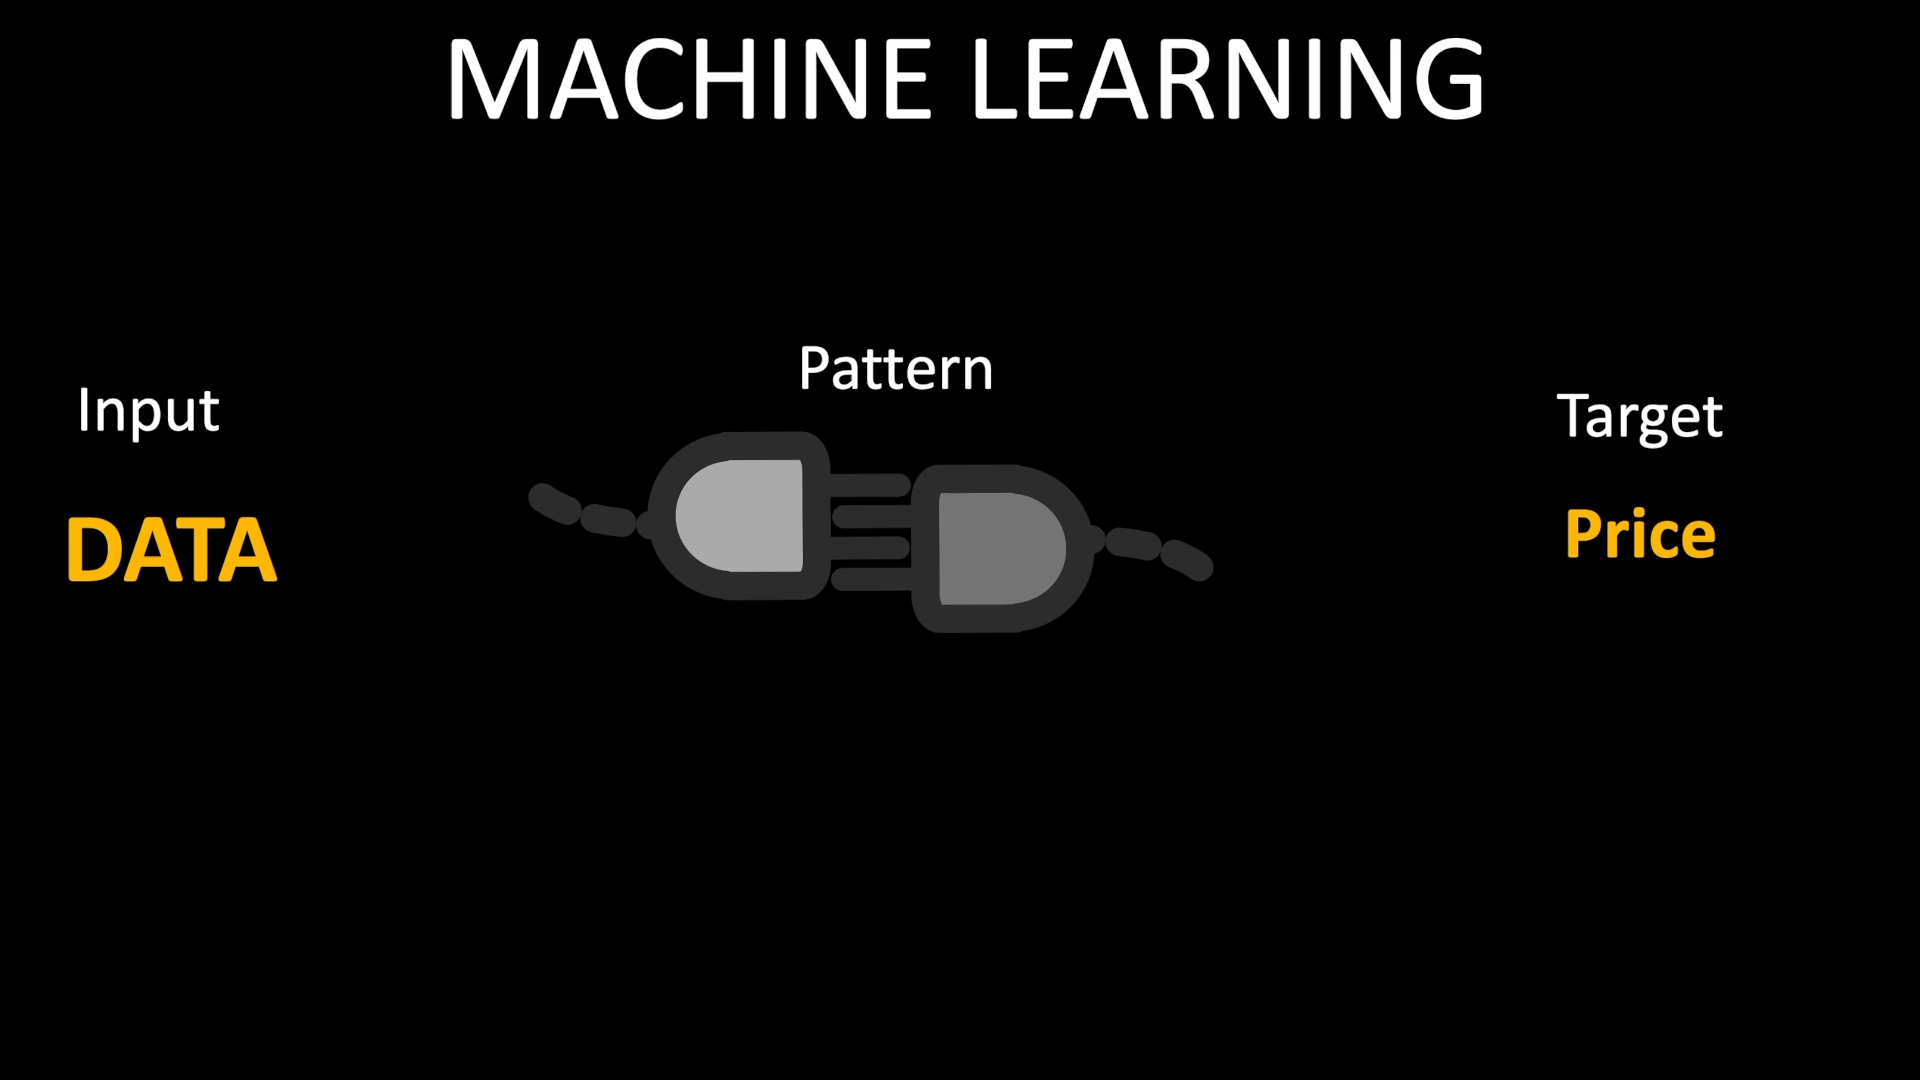 MACHINE LEARNING
Pattern
Input
Target
DATA
Price